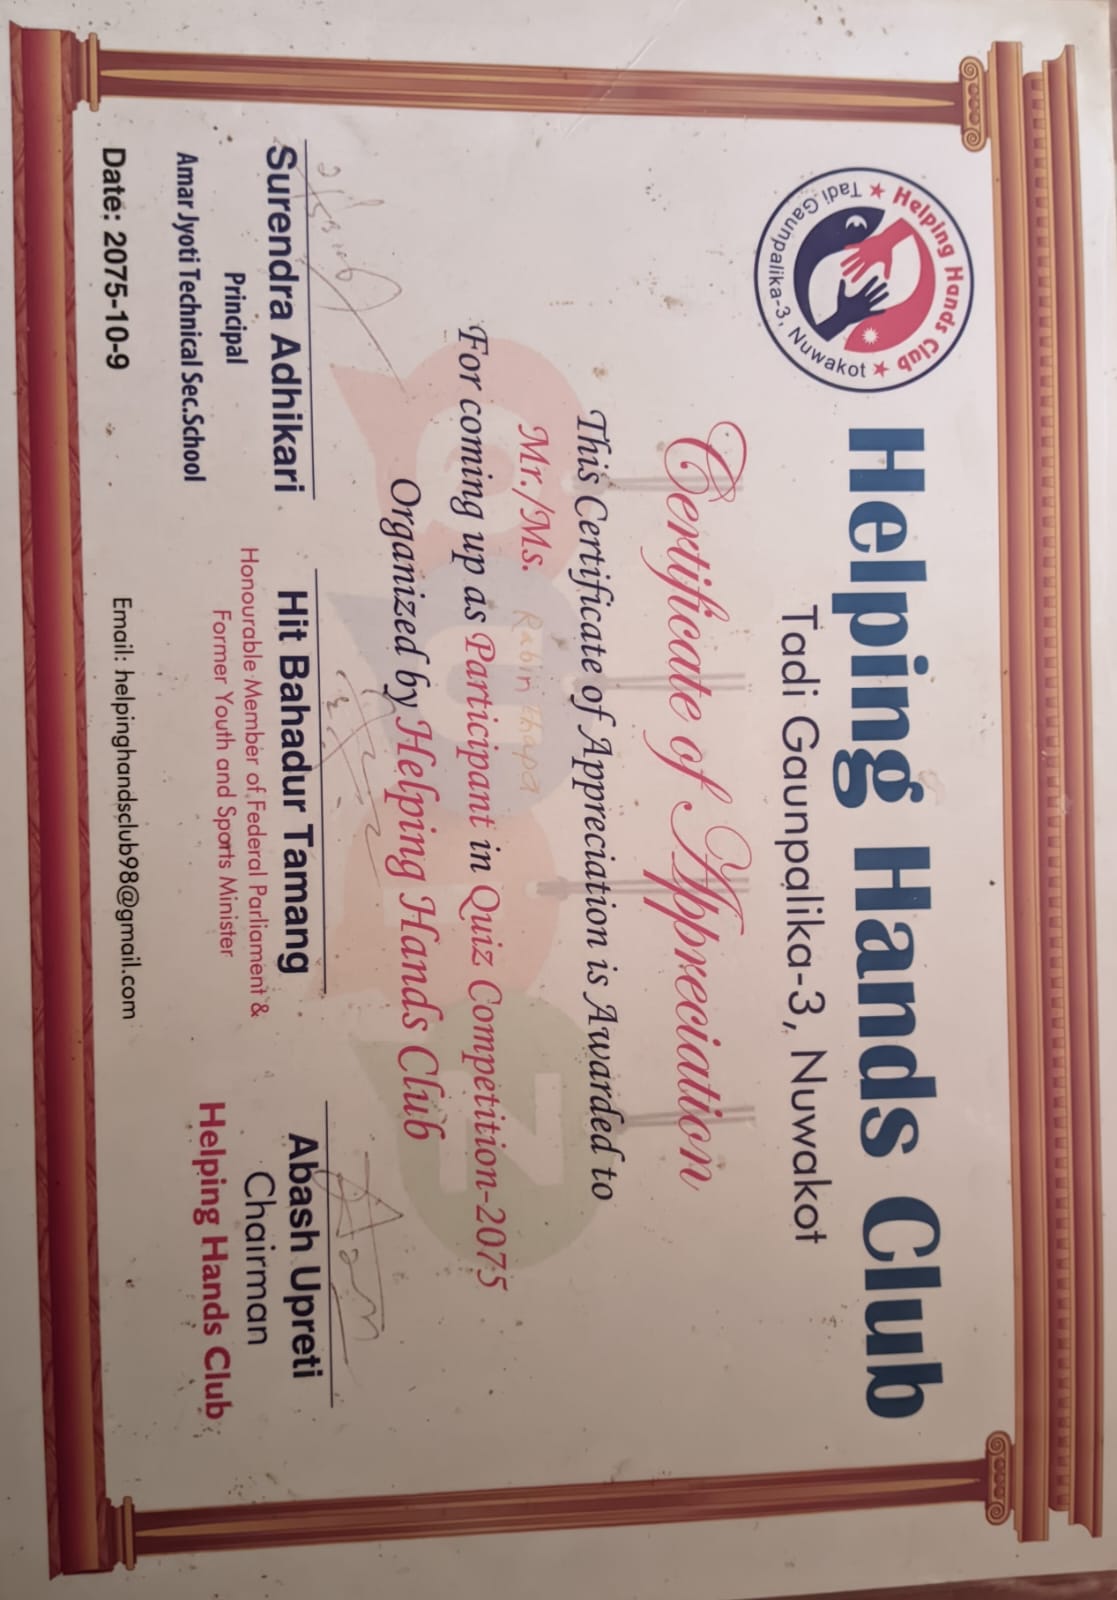 Helping Hands Club
Tadi Gaunpalika-3, Nuwakot
★ Helping Hands Club ★
Tadi Gaunpalika-3, Nuwakot
Certificate of Appreciation
This Certificate of Appreciation is Awarded to
Mr./Ms. Rabin thapa
For coming up as Participant in Quiz Competition-2075
Organized by Helping Hands Club
QUIZ
Surendra Adhikari
Principal
Amar Jyoti Technical Sec.School
Hit Bahadur Tamang
Honourable Member of Federal Parliament &
Former Youth and Sports Minister
Abash Upreti
Chairman
Helping Hands Club
Date: 2075-10-9
Email: helpinghandsclub98@gmail.com